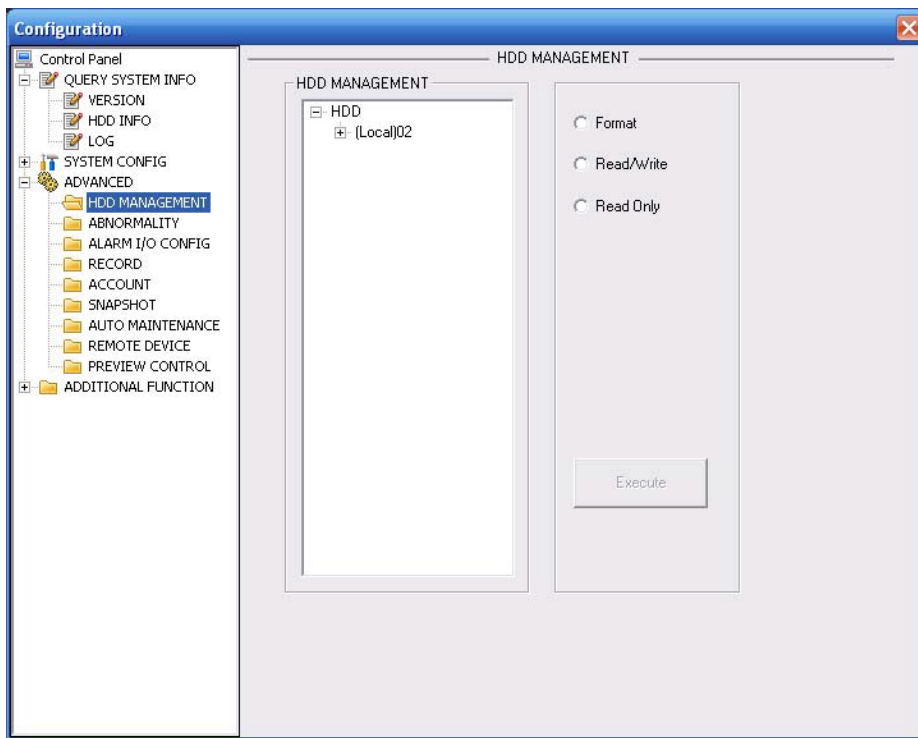 Configuration
Control Panel
QUERY SYSTEM INFO
VERSION
HDD INFO
LOG
SYSTEM CONFIG
ADVANCED
HDD MANAGEMENT
ABNORMALITY
ALARM I/O CONFIG
RECORD
ACCOUNT
SNAPSHOT
AUTO MAINTENANCE
REMOTE DEVICE
PREVIEW CONTROL
ADDITIONAL FUNCTION
HDD MANAGEMENT
HDD MANAGEMENT
HDD
(Local)02
Format
Read/Write
Read Only
Execute